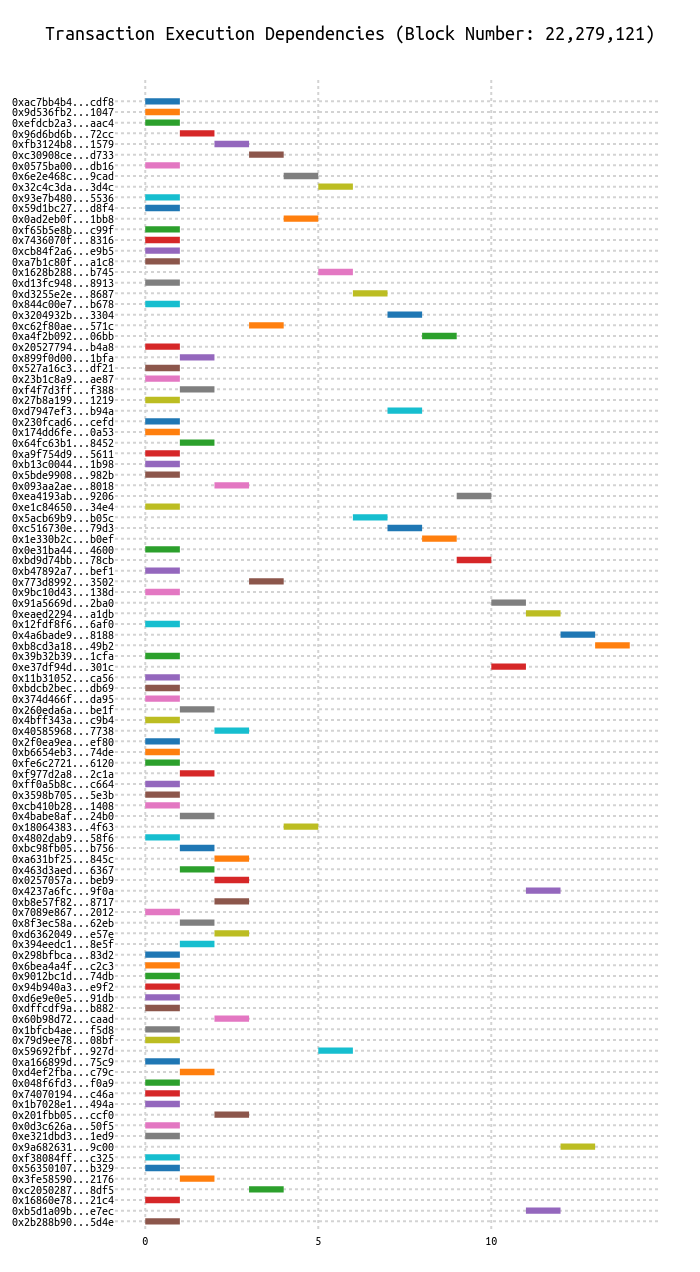 Transaction Execution Dependencies (Block Number: 22,279,121)
0xac7bb4b4...cdf8
0x9d536fb2...1047
0xefdcb2a3...aac4
0x96d6bd6b...72cc
0xfb3124b8...1579
0xc30908ce...d733
0x0575ba00...db16
0x6e2e468c...9cad
0x32c4c3da...3d4c
0x93e7b480...5536
0x59d1bc27...d8f4
0x0ad2eb0f...1bb8
0xf65b5e8b...c99f
0x7436070f...8316
0xcb84f2a6...e9b5
0xa7b1c80f...a1c8
0x1628b288...b745
0xd13fc948...8913
0xd3255e2e...8687
0x844c00e7...b678
0x3204932b...3304
0xc62f80ae...571c
0xa4f2b092...06bb
0x20527794...b4a8
0x899f0d00...1bfa
0x527a16c3...df21
0x23b1c8a9...ae87
0xf4f7d3ff...f388
0x27b8a199...1219
0xd7947ef3...b94a
0x230fcad6...cefd
0x174dd6fe...0a53
0x64fc63b1...8452
0xa9f754d9...5611
0xb13c0044...1b98
0x5bde9908...982b
0x093aa2ae...8018
0xea4193ab...9206
0xe1c84650...34e4
0x5acb69b9...b05c
0xc516730e...79d3
0x1e330b2c...b0ef
0x0e31ba44...4600
0xbd9d74bb...78cb
0xb47892a7...bef1
0x773d8992...3502
0x9bc10d43...138d
0x91a5669d...2ba0
0xeaed2294...a1db
0x12fdf8f6...6af0
0x4a6bade9...8188
0xb8cd3a18...49b2
0x39b32b39...1cfa
0xe37df94d...301c
0x11b31052...ca56
0xbdcb2bec...db69
0x374d466f...da95
0x260eda6a...be1f
0x4bff343a...c9b4
0x40585968...7738
0x2f0ea9ea...ef80
0xb6654eb3...74de
0xfe6c2721...6120
0xf977d2a8...2c1a
0xff0a5b8c...c664
0x3598b705...5e3b
0xcb410b28...1408
0x4babe8af...24b0
0x18064383...4f63
0x4802dab9...58f6
0xbc98fb05...b756
0xa631bf25...845c
0x463d3aed...6367
0x0257057a...beb9
0x4237a6fc...9f0a
0xb8e57f82...8717
0x7089e867...2012
0x8f3ec58a...62eb
0xd6362049...e57e
0x394eedc1...8e5f
0x298bfbca...83d2
0x6bea4a4f...c2c3
0x9012bc1d...74db
0x94b940a3...e9f2
0xd6e9e0e5...91db
0xdffcdf9a...b882
0x60b98d72...caad
0x1bfcb4ae...f5d8
0x79d9ee78...08bf
0x59692fbf...927d
0xa166899d...75c9
0xd4ef2fba...c79c
0x048f6fd3...f0a9
0x74070194...c46a
0x1b7028e1...494a
0x201fbb05...ccf0
0x0d3c626a...50f5
0xe321dbd3...1ed9
0x9a682631...9c00
0xf38084ff...c325
0x56350107...b329
0x3fe58590...2176
0xc2050287...8df5
0x16860e78...21c4
0xb5d1a09b...e7ec
0x2b288b90...5d4e
0 5 10